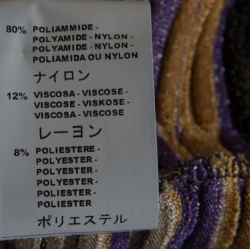 80% POLIAMMIDE -
POLYAMIDE - NYLON -
POLYAMIDE - NYLON -
POLIAMIDA OU NYLON
ナイロン
12% VISCOSA - VISCOSE -
VISCOSE - VISKOSE -
VISCOSA - VISCOSE
レーヨン
8% POLIESTERE -
POLYESTER -
POLYESTER -
POLYESTER -
POLIESTER -
POLIESTER
ポリエステル